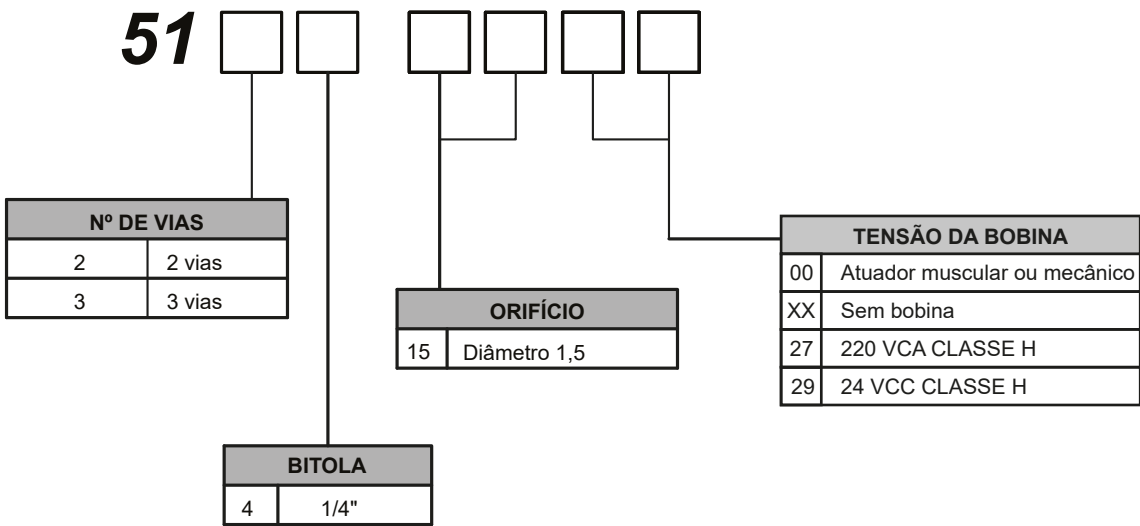 51
Nº DE VIAS
2 2 vias
3 3 vias
ORIFÍCIO
15 Diâmetro 1,5
TENSÃO DA BOBINA
00 Atuador muscular ou mecânico
XX Sem bobina
27 220 VCA CLASSE H
29 24 VCC CLASSE H
BITOLA
4 1/4"